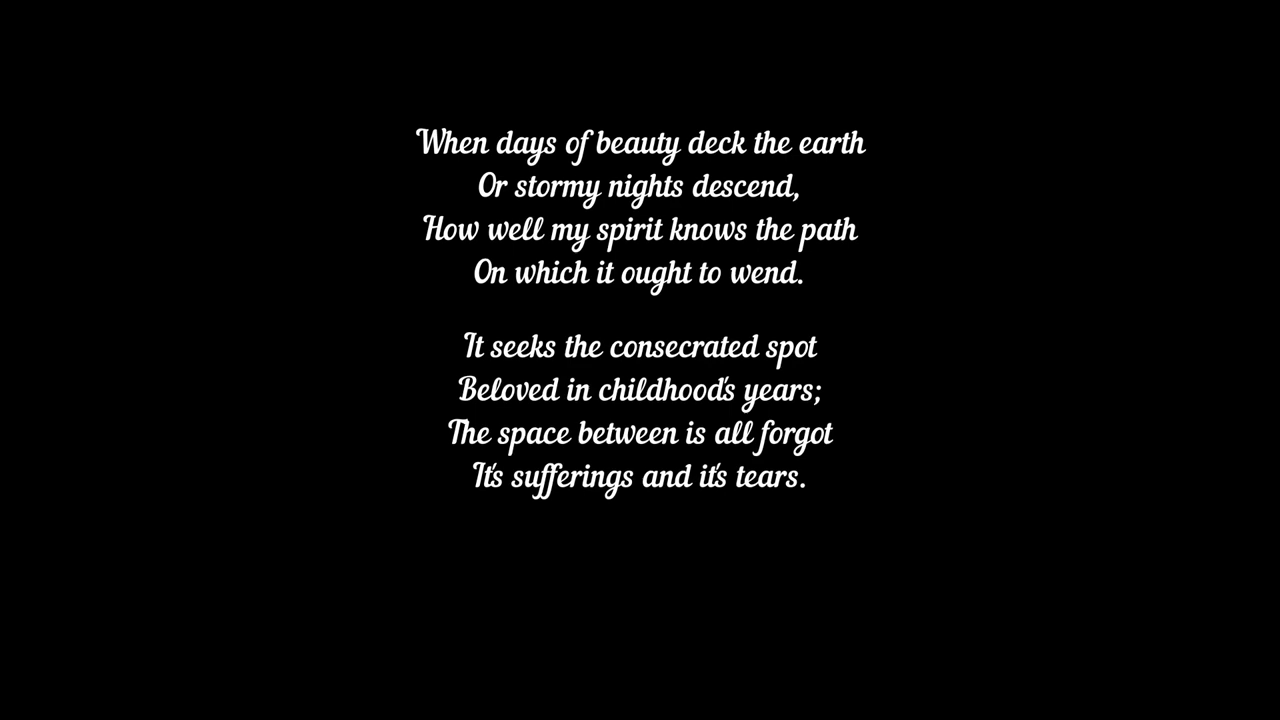 When days of beauty deck the earth
Or stormy nights descend,
How well my spirit knows the path
On which it ought to wend.
It seeks the consecrated spot
Beloved in childhood's years;
The space between is all forgot
It's sufferings and it's tears.